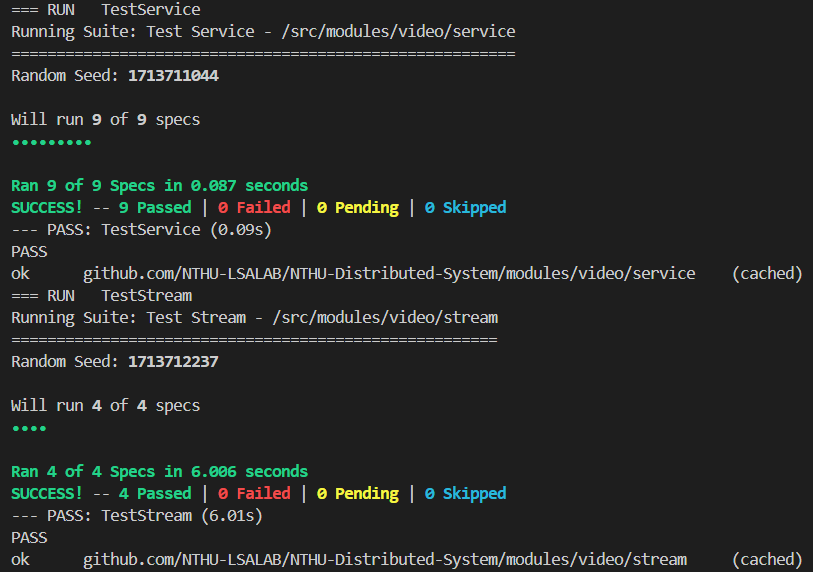 === RUN   TestService
Running Suite: Test Service - /src/modules/video/service
========================================================
Random Seed: 1713711044
Will run 9 of 9 specs
•••••••••
Ran 9 of 9 Specs in 0.087 seconds
SUCCESS! -- 9 Passed | 0 Failed | 0 Pending | 0 Skipped
--- PASS: TestService (0.09s)
PASS
ok      github.com/NTHU-LSALAB/NTHU-Distributed-System/modules/video/service    (cached)
=== RUN   TestStream
Running Suite: Test Stream - /src/modules/video/stream
======================================================
Random Seed: 1713712237
Will run 4 of 4 specs
••••
Ran 4 of 4 Specs in 6.006 seconds
SUCCESS! -- 4 Passed | 0 Failed | 0 Pending | 0 Skipped
--- PASS: TestStream (6.01s)
PASS
ok      github.com/NTHU-LSALAB/NTHU-Distributed-System/modules/video/stream     (cached)